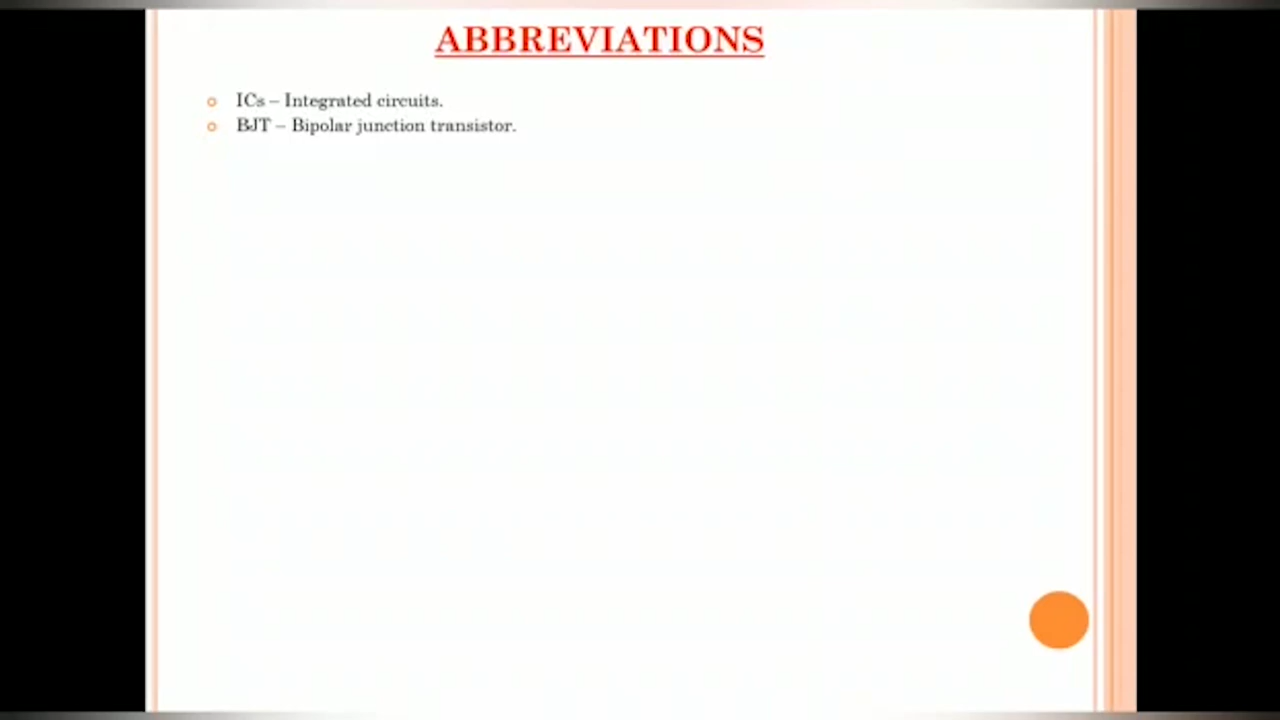 ABBREVIATIONS
ICs – Integrated circuits.
BJT – Bipolar junction transistor.